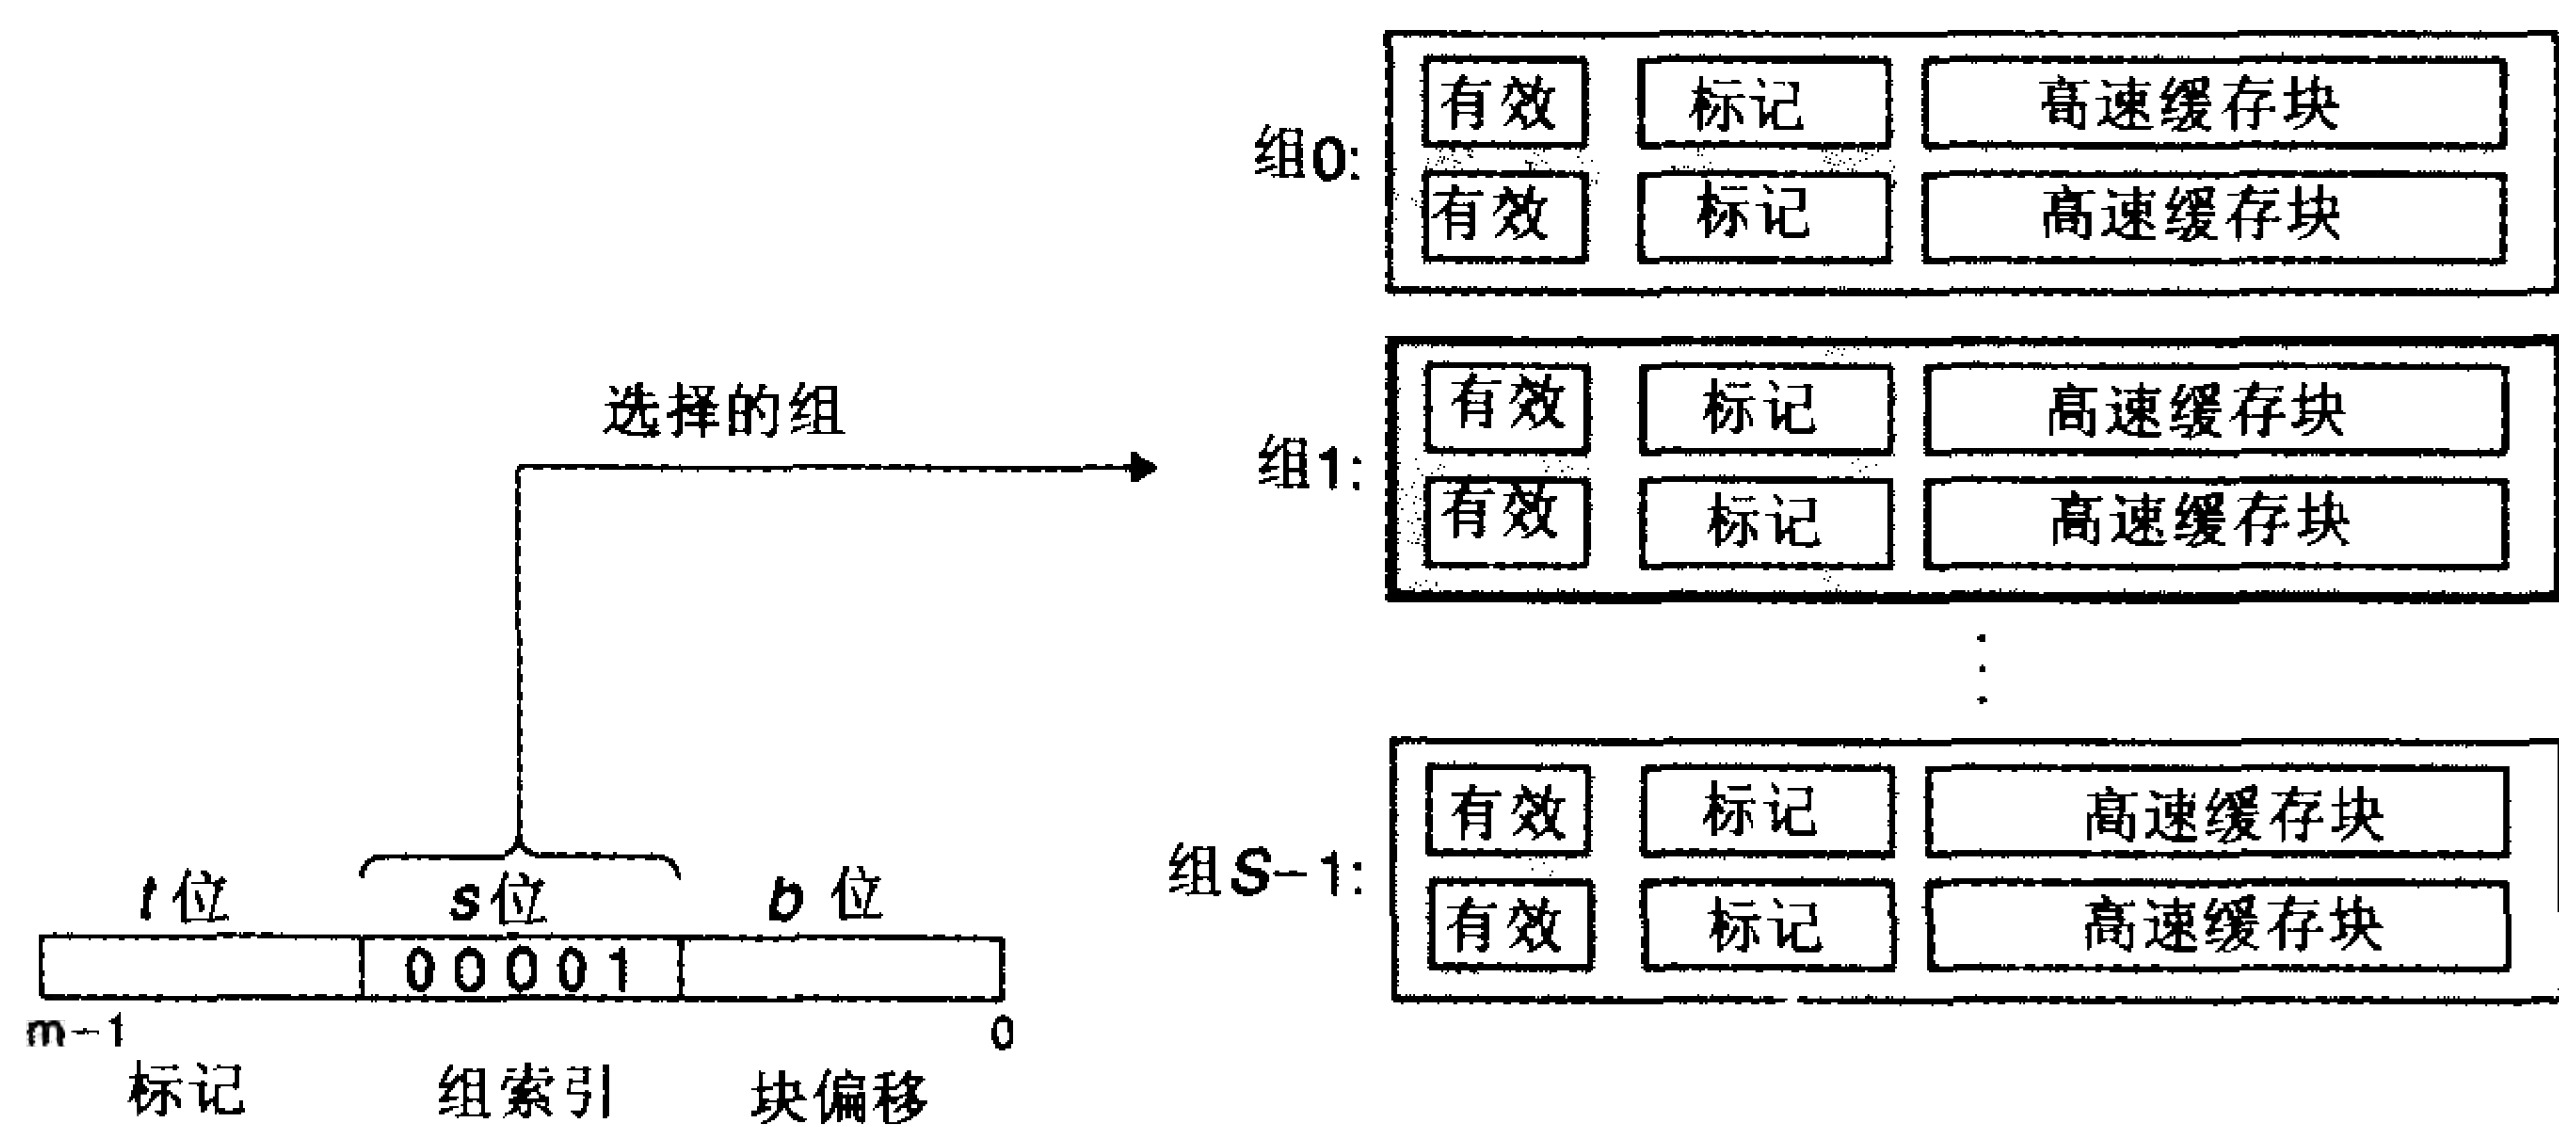 有效 标记 高速缓存块
组0:
有效 标记 高速缓存块
有效 标记 高速缓存块
选择的组
组1:
有效 标记 高速缓存块
有效 标记 高速缓存块
t位 s位 b 位
组S-1:
有效 标记 高速缓存块
00001
m-1 0
标记 组索引 块偏移